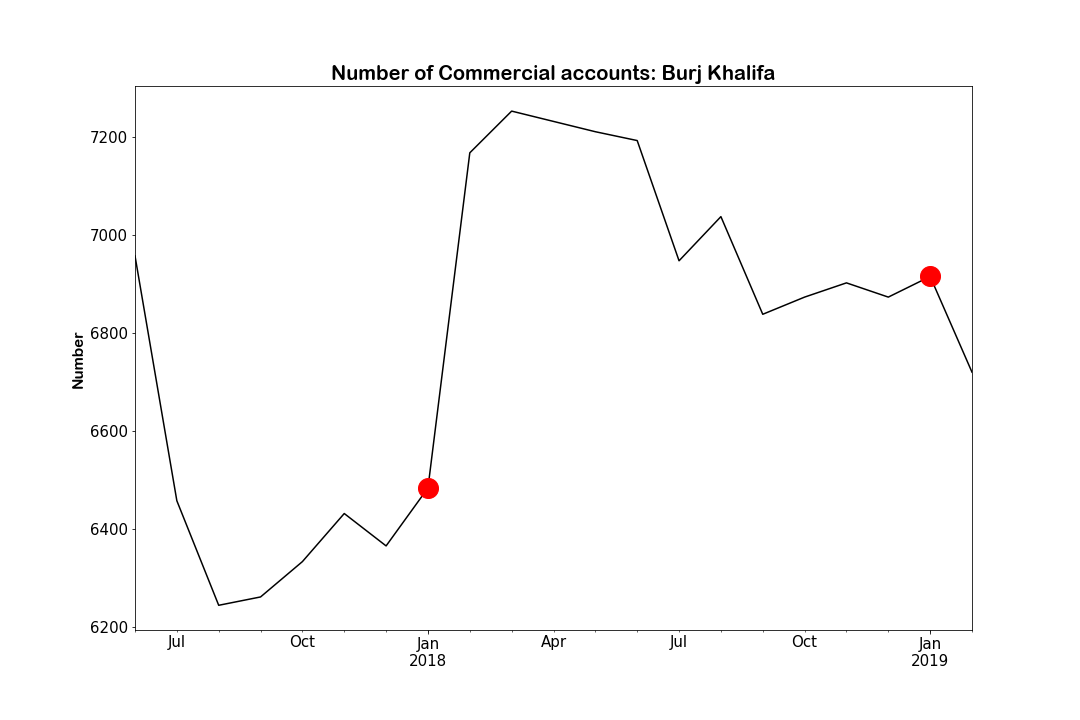 Number of Commercial accounts: Burj Khalifa
Number
7200
7000
6800
6600
6400
6200
Jul
Oct
Jan
2018
Apr
Jul
Oct
Jan
2019